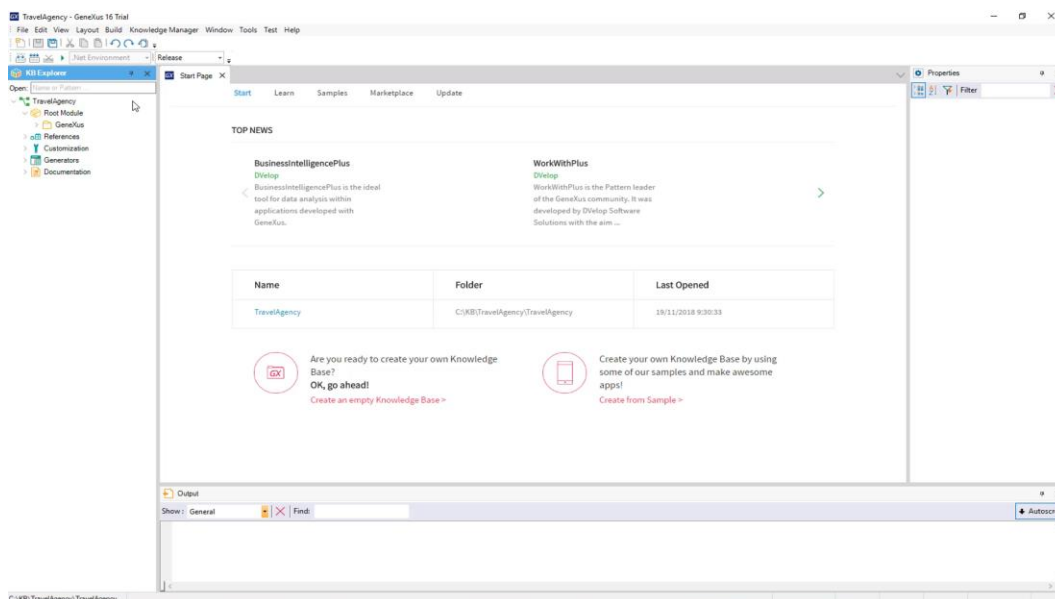 TravelAgency - GeneXus 16 Trial
File Edit View Layout Build Knowledge Manager Window Tools Test Help
.Net Environment Release
KB Explorer
Open: Name or Pattern
TravelAgency
Root Module
GeneXus
References
Customization
Generators
Documentation
Start Page
Start Learn Samples Marketplace Update
TOP NEWS
BusinessIntelligencePlus
DVelop
BusinessIntelligencePlus is the ideal
tool for data analysis within
applications developed with
GeneXus.
WorkWithPlus
DVelop
WorkWithPlus is the Pattern leader
of the GeneXus community. It was
developed by DVelop Software
Solutions with the aim ...
Name Folder Last Opened
TravelAgency C:\KB\TravelAgency\TravelAgency 19/11/2018 9:30:33
GX
Are you ready to create your own Knowledge
Base?
OK, go ahead!
Create an empty Knowledge Base >
Create your own Knowledge Base by using
some of our samples and make awesome
apps!
Create from Sample >
Properties
Filter
Output
Show: General Find:
Autoscr
C:\KB\TravelAgency\TravelAgency